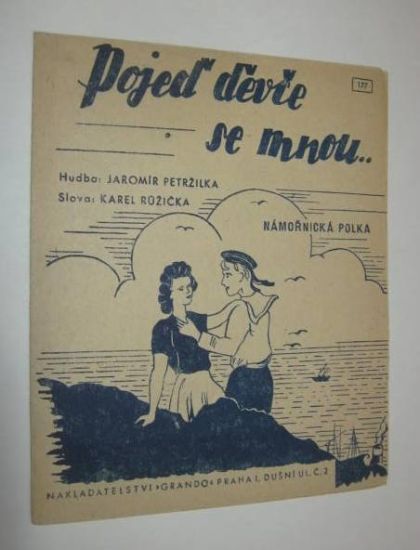 Pojeď děvče
177
se mnou..
Hudba: JAROMÍR PETRŽILKA
Slova: KAREL RŮŽIČKA
NÁMOŘNICKÁ POLKA
NAKLADATELSTVÍ »GRANDO« PRAHA I. DUŠNÍ UL. Č. 2